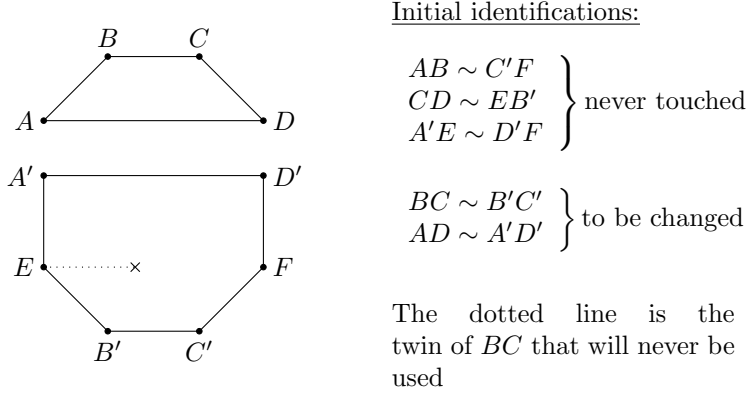 Initial identifications:
B C
A D
A′ D′
E F
B′ C′
AB ∼ C′F
CD ∼ EB′
A′E ∼ D′F
never touched
BC ∼ B′C′
AD ∼ A′D′
to be changed
The dotted line is the
twin of BC that will never be
used